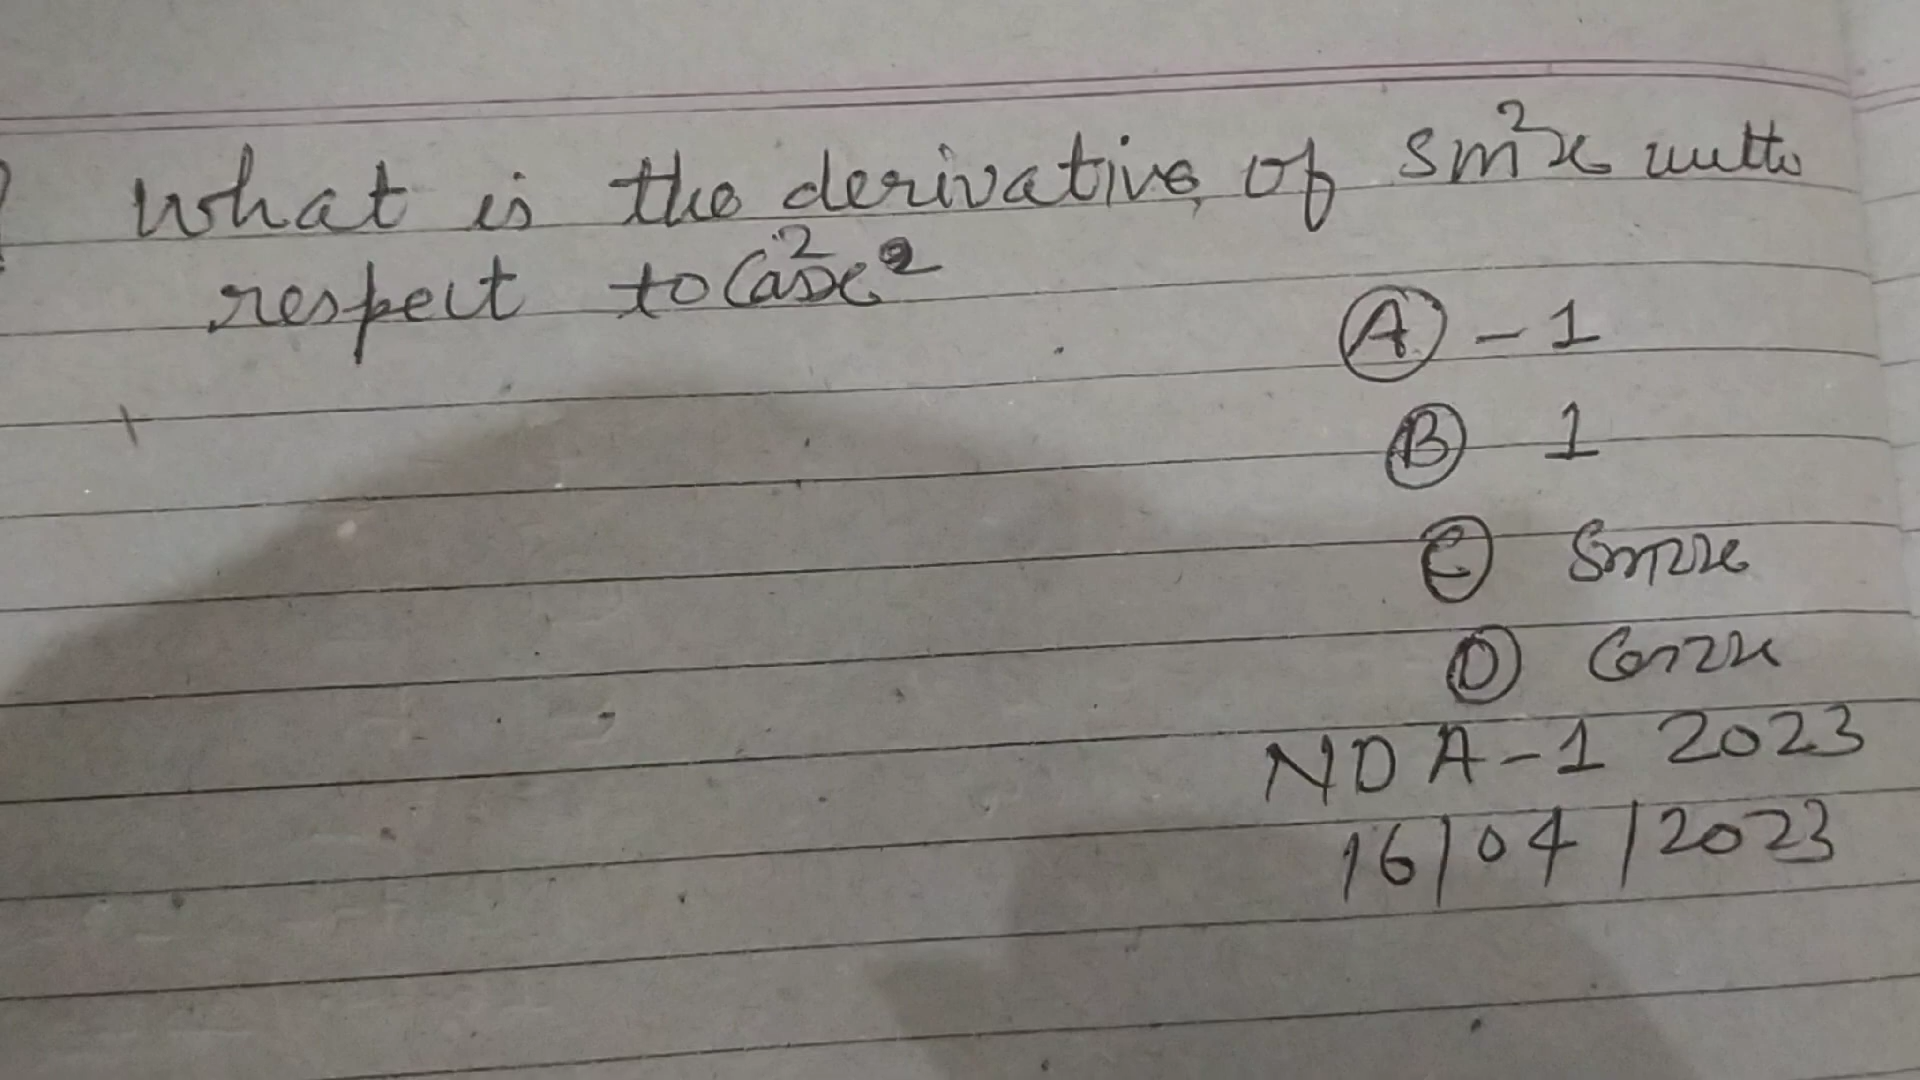 What is the derivative of sin²x with
respect to Cos²x ?
Ⓐ -1
Ⓑ 1
Ⓒ Sin2x
Ⓓ Cos2x
NDA-1 2023
16/04/2023